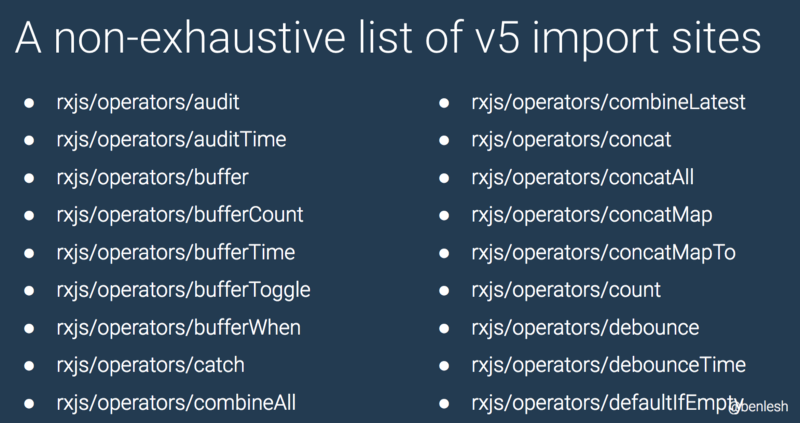 A non-exhaustive list of v5 import sites
● rxjs/operators/audit
● rxjs/operators/auditTime
● rxjs/operators/buffer
● rxjs/operators/bufferCount
● rxjs/operators/bufferTime
● rxjs/operators/bufferToggle
● rxjs/operators/bufferWhen
● rxjs/operators/catch
● rxjs/operators/combineAll
● rxjs/operators/combineLatest
● rxjs/operators/concat
● rxjs/operators/concatAll
● rxjs/operators/concatMap
● rxjs/operators/concatMapTo
● rxjs/operators/count
● rxjs/operators/debounce
● rxjs/operators/debounceTime
● rxjs/operators/defaultIfEmpty
@benlesh